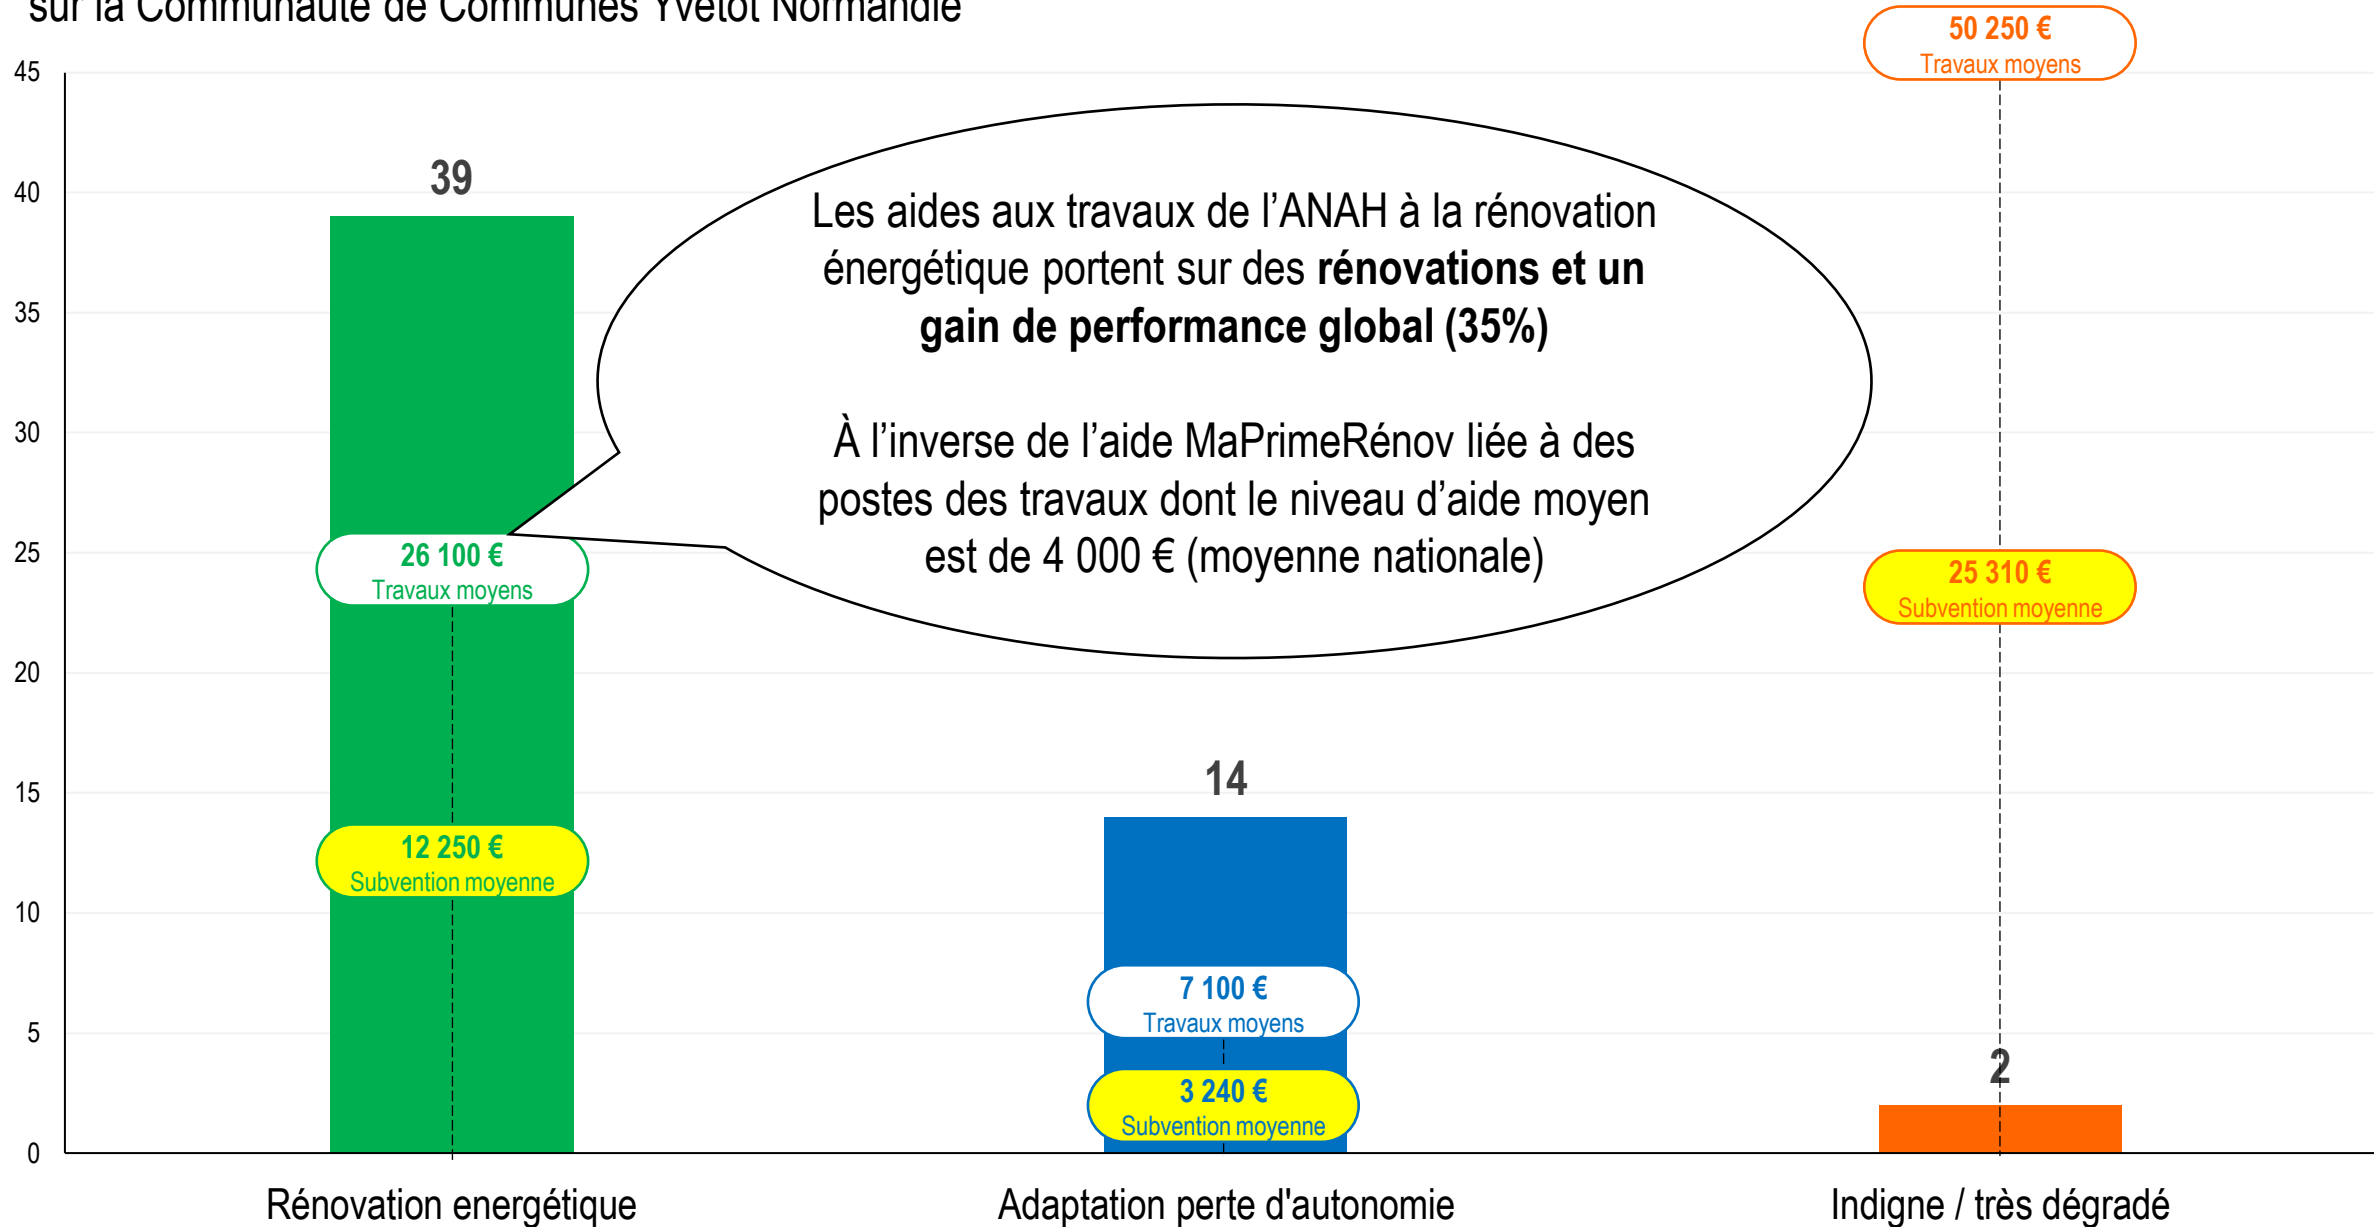 sur la Communauté de Communes Yvetot Normandie
50 250 €
Travaux moyens
45
40
35
30
25
20
15
10
5
0
39
Les aides aux travaux de l’ANAH à la rénovation
énergétique portent sur des rénovations et un
gain de performance global (35%)
À l’inverse de l’aide MaPrimeRénov liée à des
postes des travaux dont le niveau d’aide moyen
est de 4 000 € (moyenne nationale)
26 100 €
Travaux moyens
12 250 €
Subvention moyenne
14
7 100 €
Travaux moyens
3 240 €
Subvention moyenne
25 310 €
Subvention moyenne
2
Rénovation energétique
Adaptation perte d'autonomie
Indigne / très dégradé